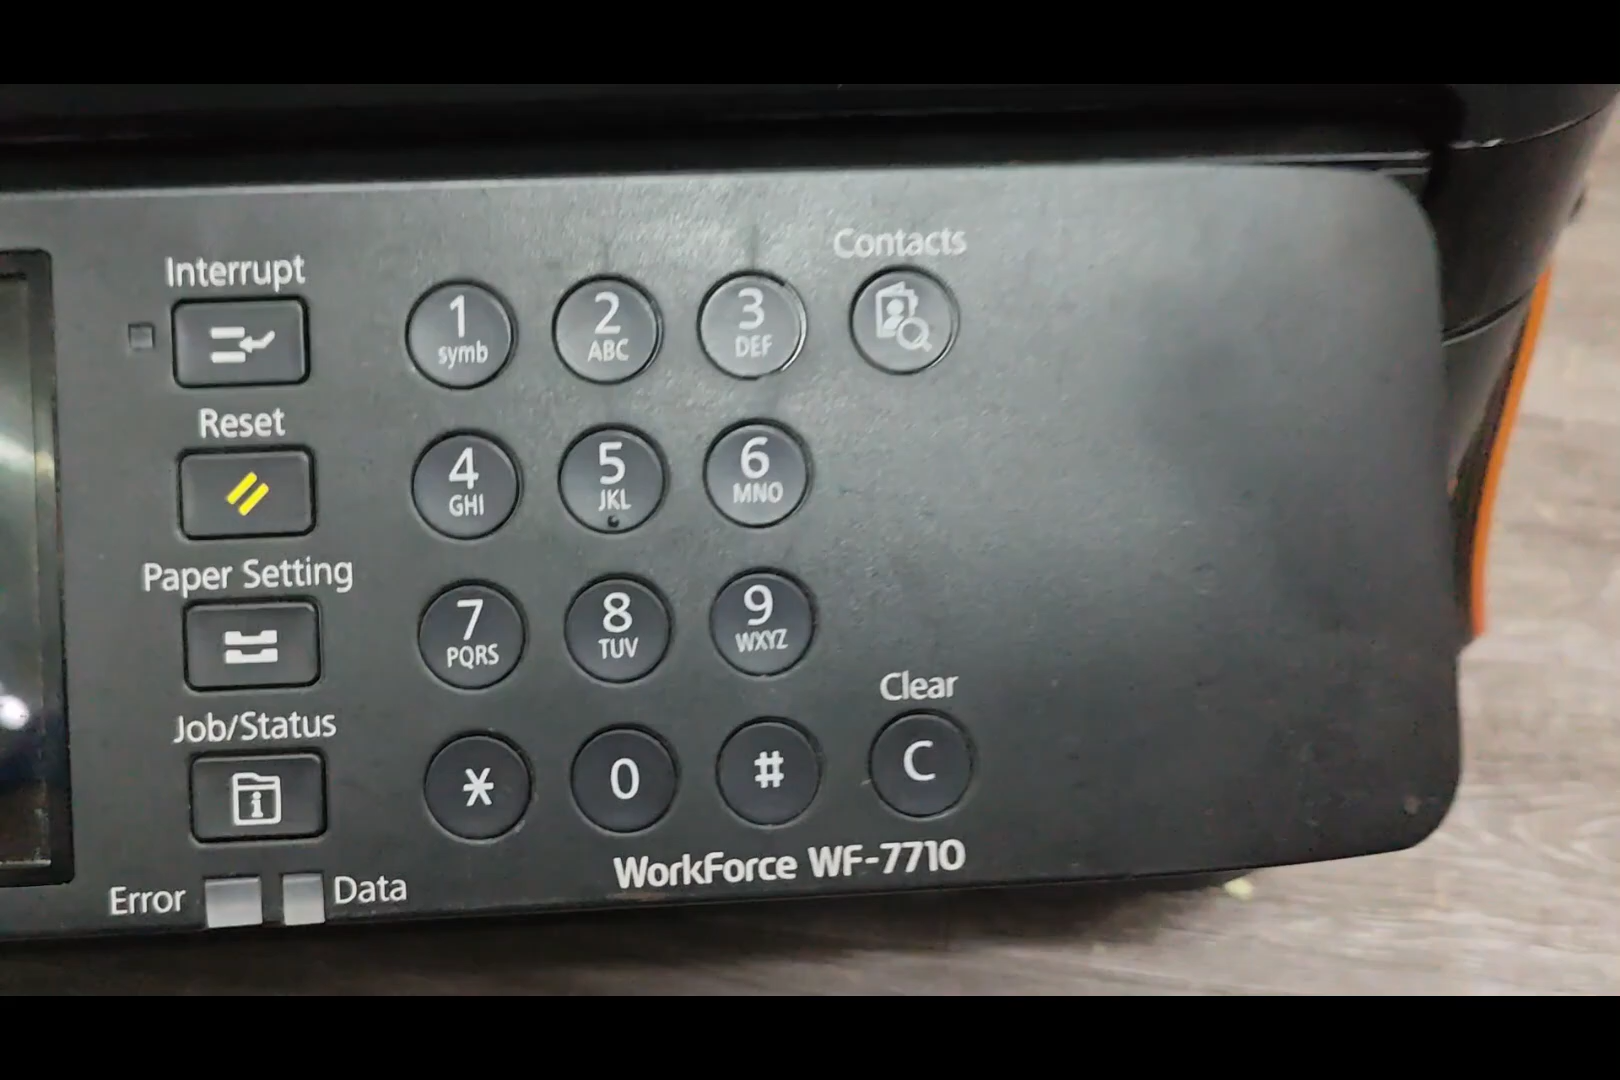 Interrupt
1
symb
2
ABC
3
DEF
Contacts
Reset
4
GHI
5
JKL
6
MNO
Paper Setting
7
PQRS
8
TUV
9
WXYZ
Job/Status
*
0
#
Clear
C
WorkForce WF-7710
Error
Data